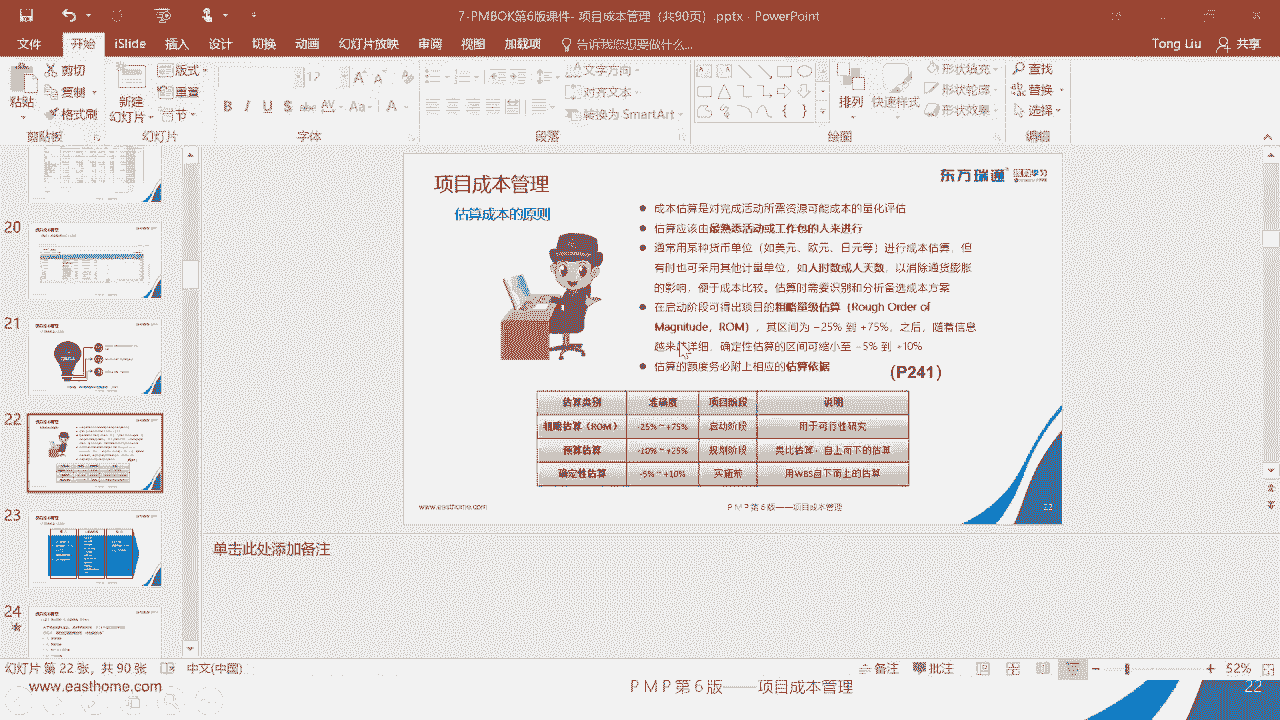 7-PMBOK第6版课件- 项目成本管理（共90页）.pptx - PowerPoint
文件 开始 iSlide 插入 设计 切换 动画 幻灯片放映 审阅 视图 加载项 告诉我您想要做什么... Tong Liu 共享
粘贴 剪切 复制 格式刷
剪贴板
新建 幻灯片 版式 重置 节
幻灯片
字体
文字方向
对齐文本
转换为 SmartArt
段落
排列
形状填充
形状轮廓
形状效果
绘图
查找
替换
选择
编辑
20
21
22
23
24
项目成本管理
东方瑞通
估算成本的原则
成本估算是对完成活动所需资源可能成本的量化评估
估算应该由最熟悉活动或工作包的人来进行
通常用某种货币单位（如美元、欧元、日元等）进行成本估算，但
有时也可采用其他计量单位，如人时数或人天数，以消除通货膨胀
的影响，便于成本比较。估算时需要识别和分析备选成本方案
在启动阶段可得出项目的粗略量级估算（Rough Order of
Magnitude，ROM），其区间为 −25% 到 +75%，之后，随着信息
越来越详细，确定性估算的区间可缩小至 −5% 到 +10%
估算的额度务必附上相应的估算依据
（P241）
估算类别 准确度 项目阶段 说明
粗略估算（ROM） -25%～+75% 启动阶段 用于可行性研究
预算估算 -10%～+25% 规划阶段 类比估算，自上而下的估算
确定性估算 -5%～+10% 实施前 用WBS自下而上的估算
www.easthome.com
PMP第6版——项目成本管理
22
单击此处添加备注
幻灯片 第 22 张，共 90 张 中文(中国) 备注 批注 52%
www.easthome.com
PMP第6版——项目成本管理
22